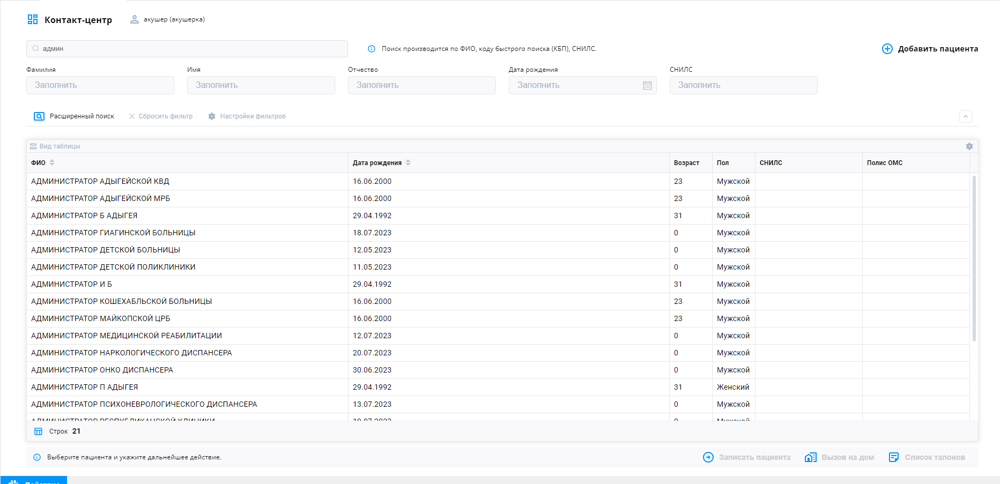 Контакт-центр акушер (акушерка)
админ
Поиск производится по ФИО, коду быстрого поиска (КБП), СНИЛС.
Добавить пациента
Фамилия Имя Отчество Дата рождения СНИЛС
Заполнить Заполнить Заполнить Заполнить Заполнить
Расширенный поиск Сбросить фильтр Настройки фильтров
Вид таблицы
ФИО Дата рождения Возраст Пол СНИЛС Полис ОМС
АДМИНИСТРАТОР АДЫГЕЙСКОЙ КВД 16.06.2000 23 Мужской
АДМИНИСТРАТОР АДЫГЕЙСКОЙ МРБ 16.06.2000 23 Мужской
АДМИНИСТРАТОР Б АДЫГЕЯ 29.04.1992 31 Мужской
АДМИНИСТРАТОР ГИАГИНСКОЙ БОЛЬНИЦЫ 18.07.2023 0 Мужской
АДМИНИСТРАТОР ДЕТСКОЙ БОЛЬНИЦЫ 12.05.2023 0 Мужской
АДМИНИСТРАТОР ДЕТСКОЙ ПОЛИКЛИНИКИ 11.05.2023 0 Мужской
АДМИНИСТРАТОР И Б 29.04.1992 31 Мужской
АДМИНИСТРАТОР КОШЕХАБЛЬСКОЙ БОЛЬНИЦЫ 16.06.2000 23 Мужской
АДМИНИСТРАТОР МАЙКОПСКОЙ ЦРБ 16.06.2000 23 Мужской
АДМИНИСТРАТОР МЕДИЦИНСКОЙ РЕАБИЛИТАЦИИ 12.07.2023 0 Мужской
АДМИНИСТРАТОР НАРКОЛОГИЧЕСКОГО ДИСПАНСЕРА 20.07.2023 0 Мужской
АДМИНИСТРАТОР ОНКО ДИСПАНСЕРА 30.06.2023 0 Мужской
АДМИНИСТРАТОР П АДЫГЕЯ 29.04.1992 31 Женский
АДМИНИСТРАТОР ПСИХОНЕВРОЛОГИЧЕСКОГО ДИСПАНСЕРА 13.07.2023 0 Мужской
АДМИНИСТРАТОР РЕСПУБЛИКАНСКОЙ КЛИНИКИ 0 Мужской
Строк 21
Выберите пациента и укажите дальнейшее действие.
Записать пациента Вызов на дом Список талонов